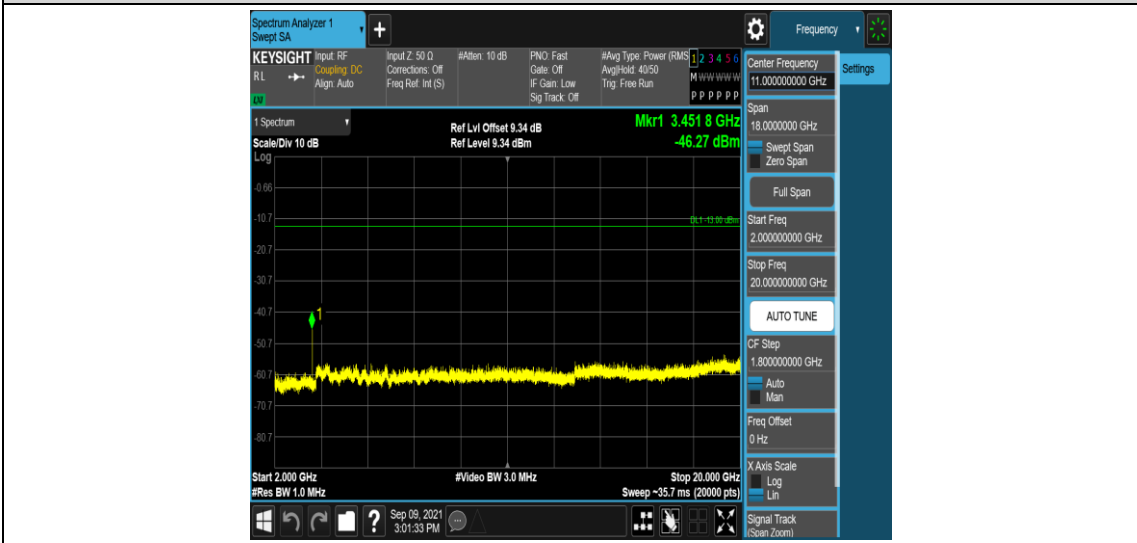 Spectrum Analyzer 1
Swept SA
+
Frequency
KEYSIGHT
RL
LXI
Input: RF
Coupling: DC
Align: Auto
Input Z: 50 Ω
Corrections: Off
Freq Ref: Int (S)
#Atten: 10 dB
PNO: Fast
Gate: Off
IF Gain: Low
Sig Track: Off
#Avg Type: Power (RMS
Avg|Hold: 40/50
Trig: Free Run
1 2 3 4 5 6
M W W W W W
P P P P P P
1 Spectrum
Scale/Div 10 dB
Log
Ref Lvl Offset 9.34 dB
Ref Level 9.34 dBm
Mkr1 3.451 8 GHz
-46.27 dBm
-0.66
-10.7
DL1 -13.00 dBm
-20.7
-30.7
-40.7
1
-50.7
-60.7
-70.7
-80.7
Start 2.000 GHz
#Res BW 1.0 MHz
#Video BW 3.0 MHz
Stop 20.000 GHz
Sweep ~35.7 ms (20000 pts)
?
Sep 09, 2021
3:01:33 PM
Center Frequency
11.000000000 GHz
Settings
Span
18.0000000 GHz
Swept Span
Zero Span
Full Span
Start Freq
2.000000000 GHz
Stop Freq
20.000000000 GHz
AUTO TUNE
CF Step
1.800000000 GHz
Auto
Man
Freq Offset
0 Hz
X Axis Scale
Log
Lin
Signal Track
(Span Zoom)